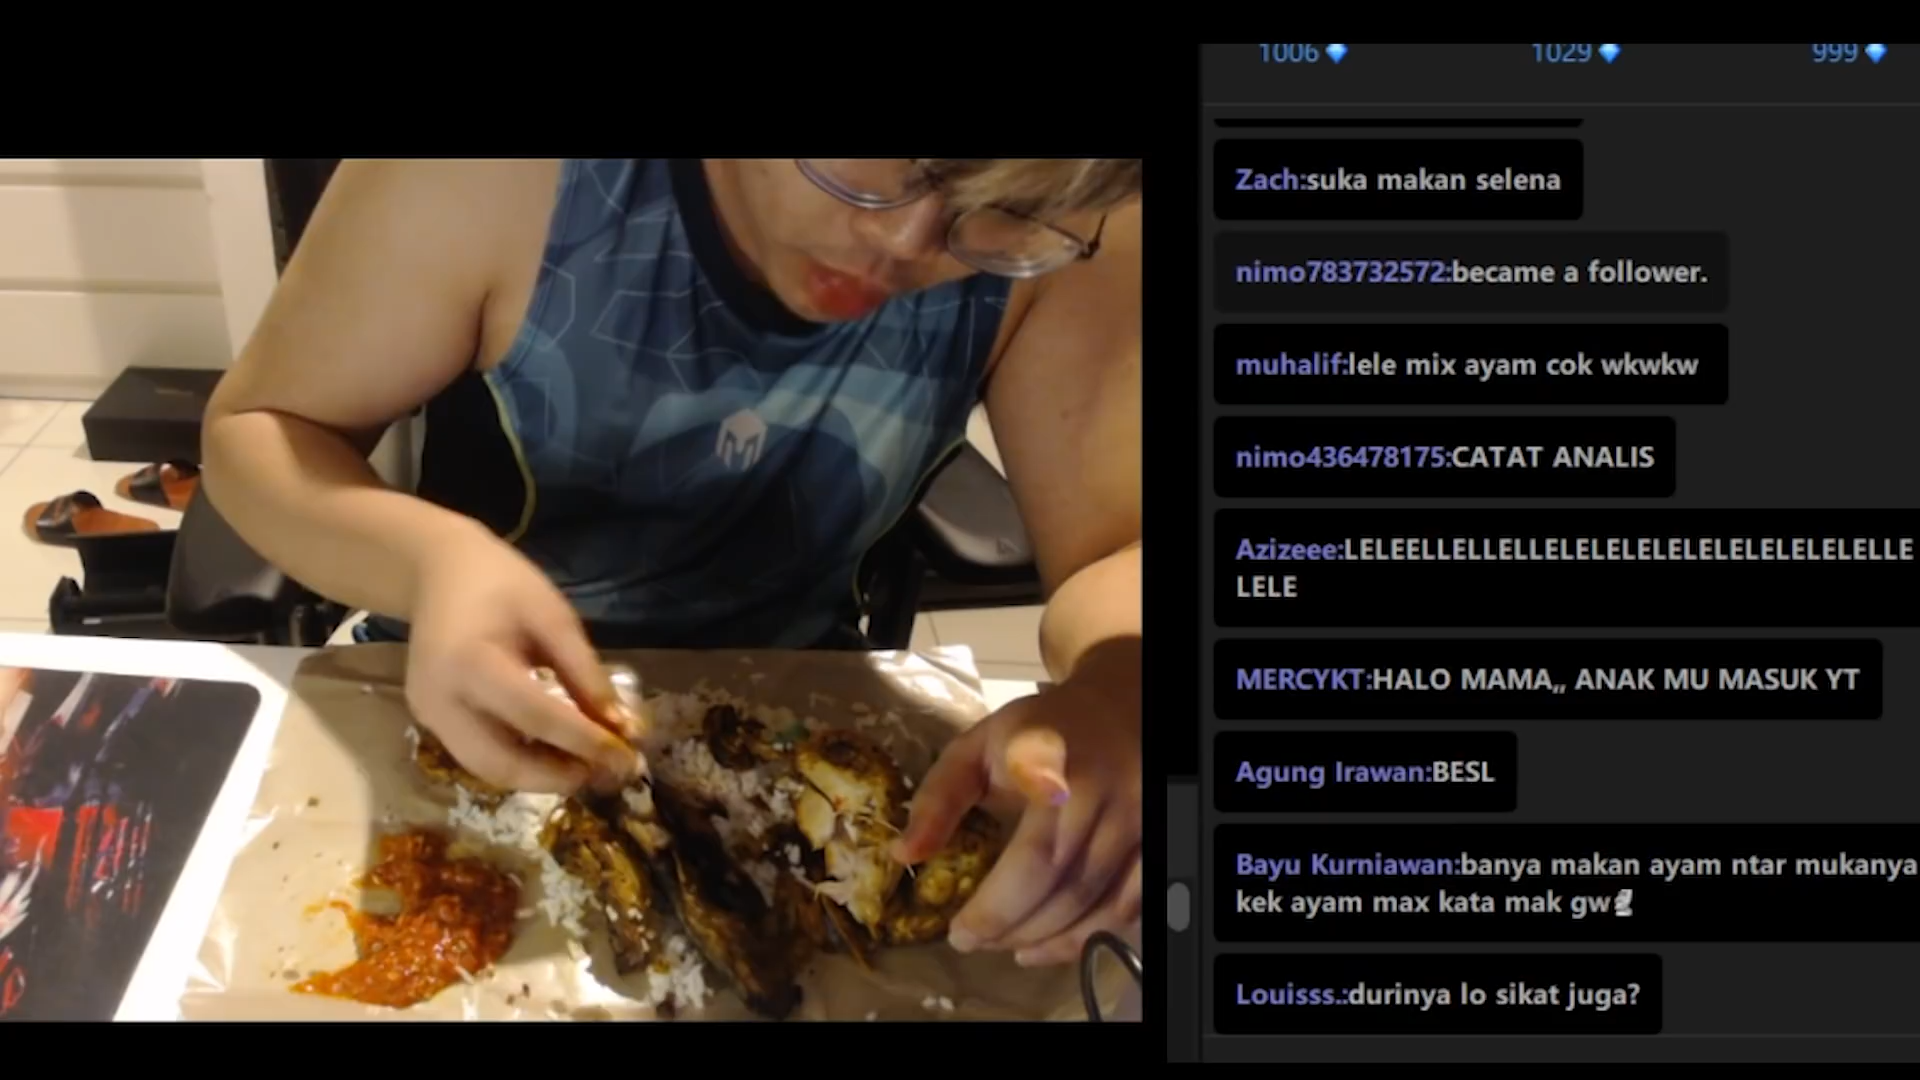 1006
1029
999
Zach:suka makan selena
nimo783732572:became a follower.
muhalif:lele mix ayam cok wkwkw
nimo436478175:CATAT ANALIS
Azizeee:LELEELLELLELLELELELELELELELELELELELLE
LELE
MERCYKT:HALO MAMA,, ANAK MU MASUK YT
Agung Irawan:BESL
Bayu Kurniawan:banya makan ayam ntar mukanya
kek ayam max kata mak gw
Louisss.:durinya lo sikat juga?